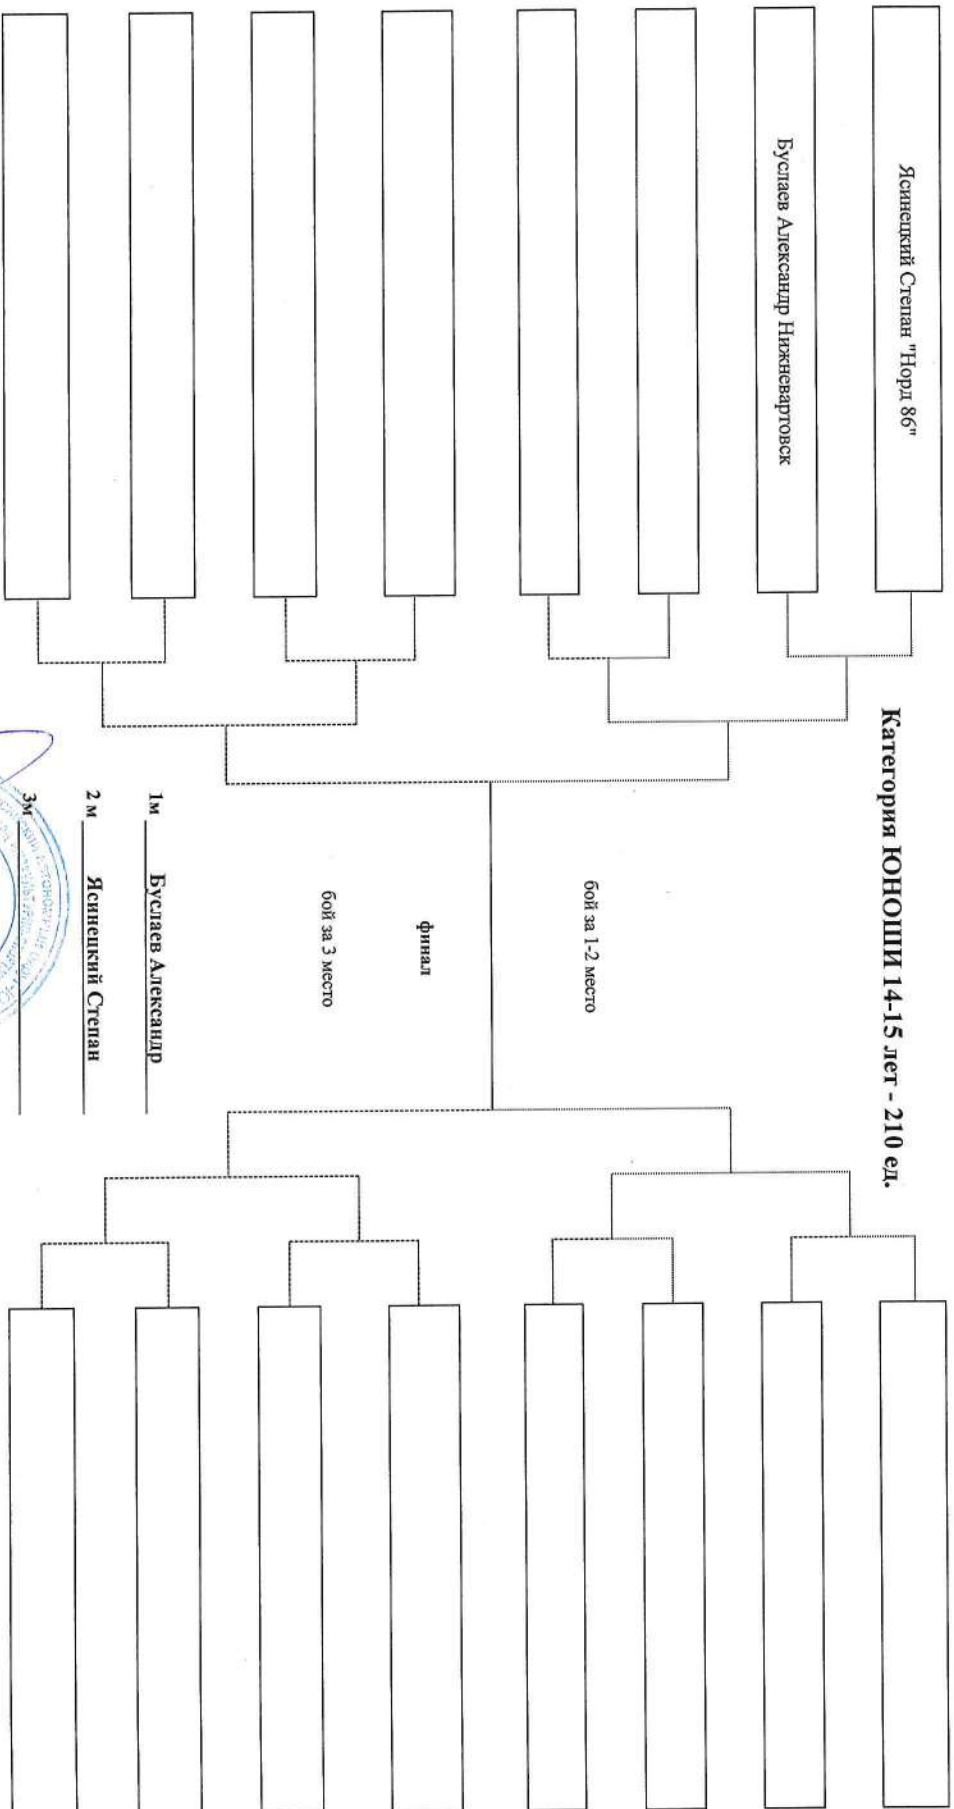 Категория ЮНОШИ 14-15 лет - 210 ед.
Ясинецкий Степан "Норд 86"
Буслаев Александр Нижневартовск
бой за 1-2 место
финал
бой за 3 место
1м Буслаев Александр
2 м Ясинецкий Степан
3м